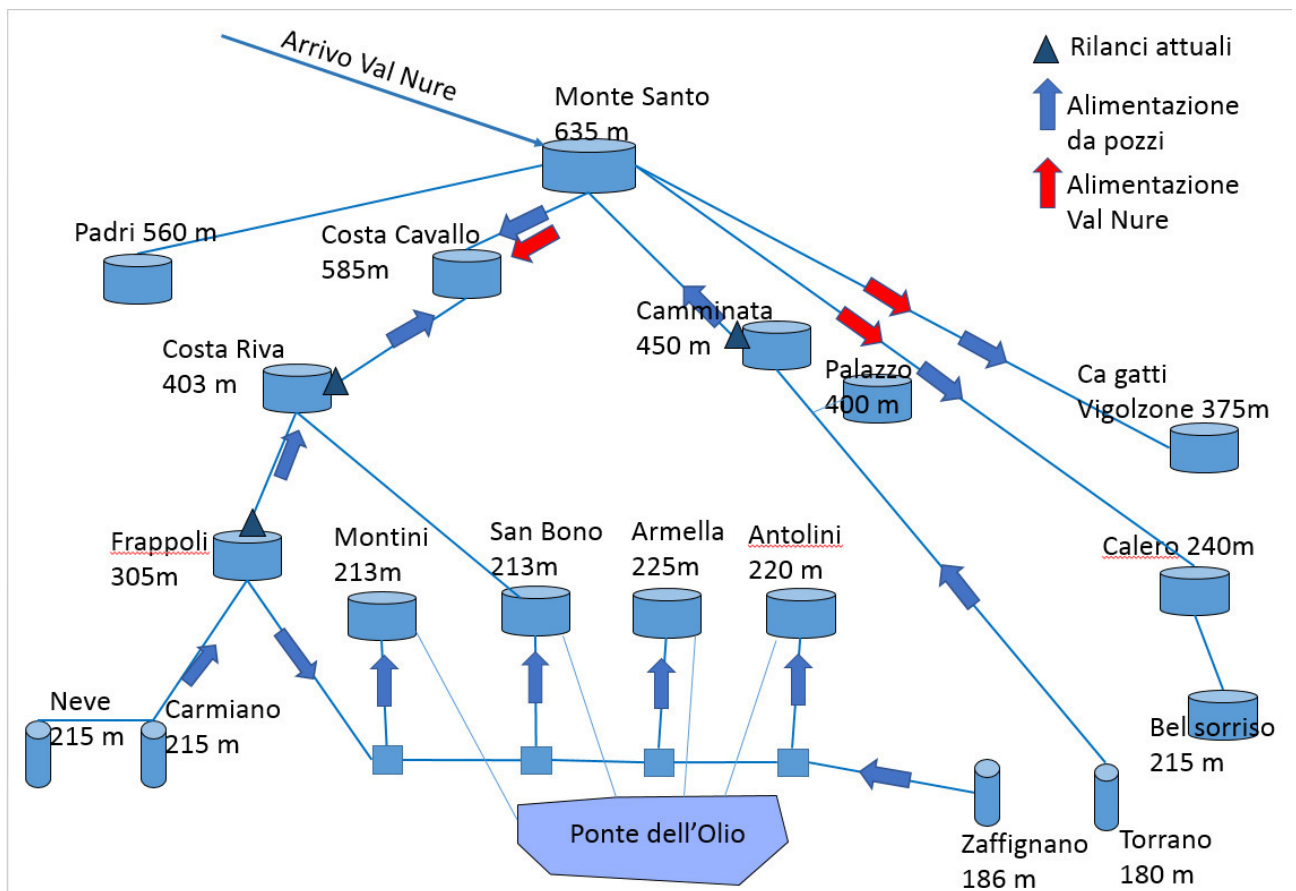 Arrivo Val Nure
Monte Santo
635 m
Rilanci attuali
Alimentazione
da pozzi
Alimentazione
Val Nure
Padri 560 m
Costa Cavallo
585m
Camminata
450 m
Costa Riva
403 m
Palazzo
400 m
Ca gatti
Vigolzone 375m
Frappoli
305m
Montini
213m
San Bono
213m
Armella
225m
Antolini
220 m
Calero 240m
Neve
215 m
Carmiano
215 m
Bel sorriso
215 m
Ponte dell’Olio
Zaffignano
186 m
Torrano
180 m